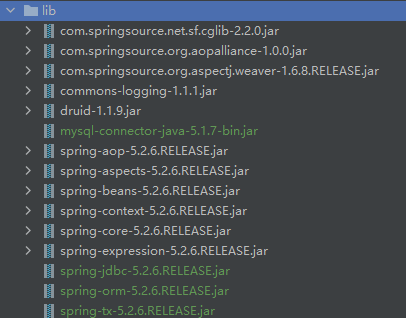 lib
com.springsource.net.sf.cglib-2.2.0.jar
com.springsource.org.aopalliance-1.0.0.jar
com.springsource.org.aspectj.weaver-1.6.8.RELEASE.jar
commons-logging-1.1.1.jar
druid-1.1.9.jar
mysql-connector-java-5.1.7-bin.jar
spring-aop-5.2.6.RELEASE.jar
spring-aspects-5.2.6.RELEASE.jar
spring-beans-5.2.6.RELEASE.jar
spring-context-5.2.6.RELEASE.jar
spring-core-5.2.6.RELEASE.jar
spring-expression-5.2.6.RELEASE.jar
spring-jdbc-5.2.6.RELEASE.jar
spring-orm-5.2.6.RELEASE.jar
spring-tx-5.2.6.RELEASE.jar